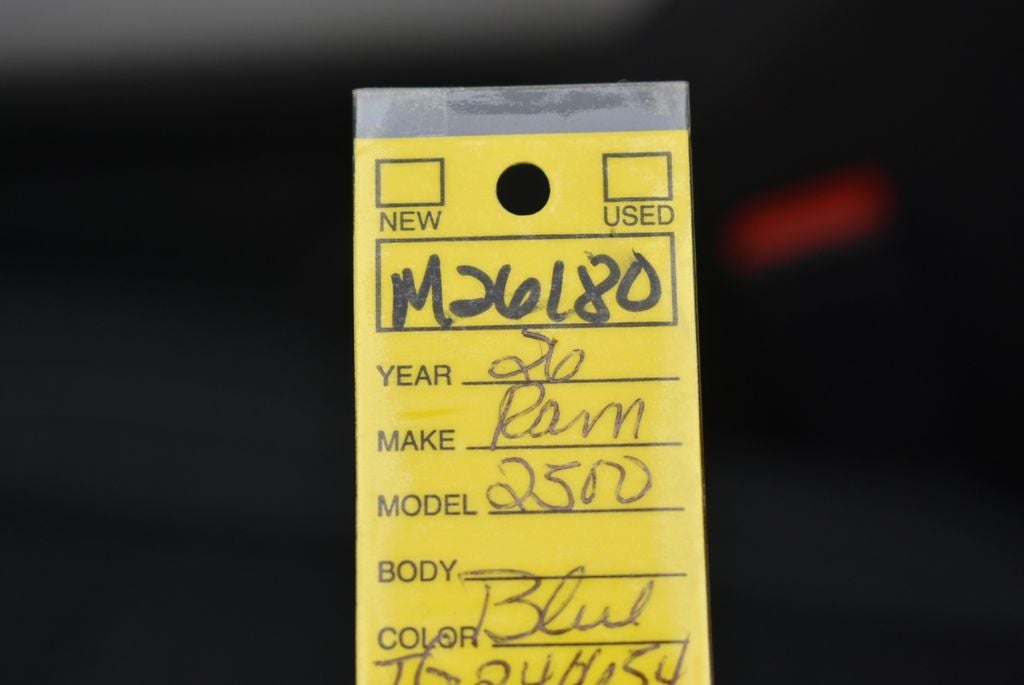 NEW USED
M26180
YEAR 26
MAKE Ram
MODEL 2500
BODY
COLOR Blue